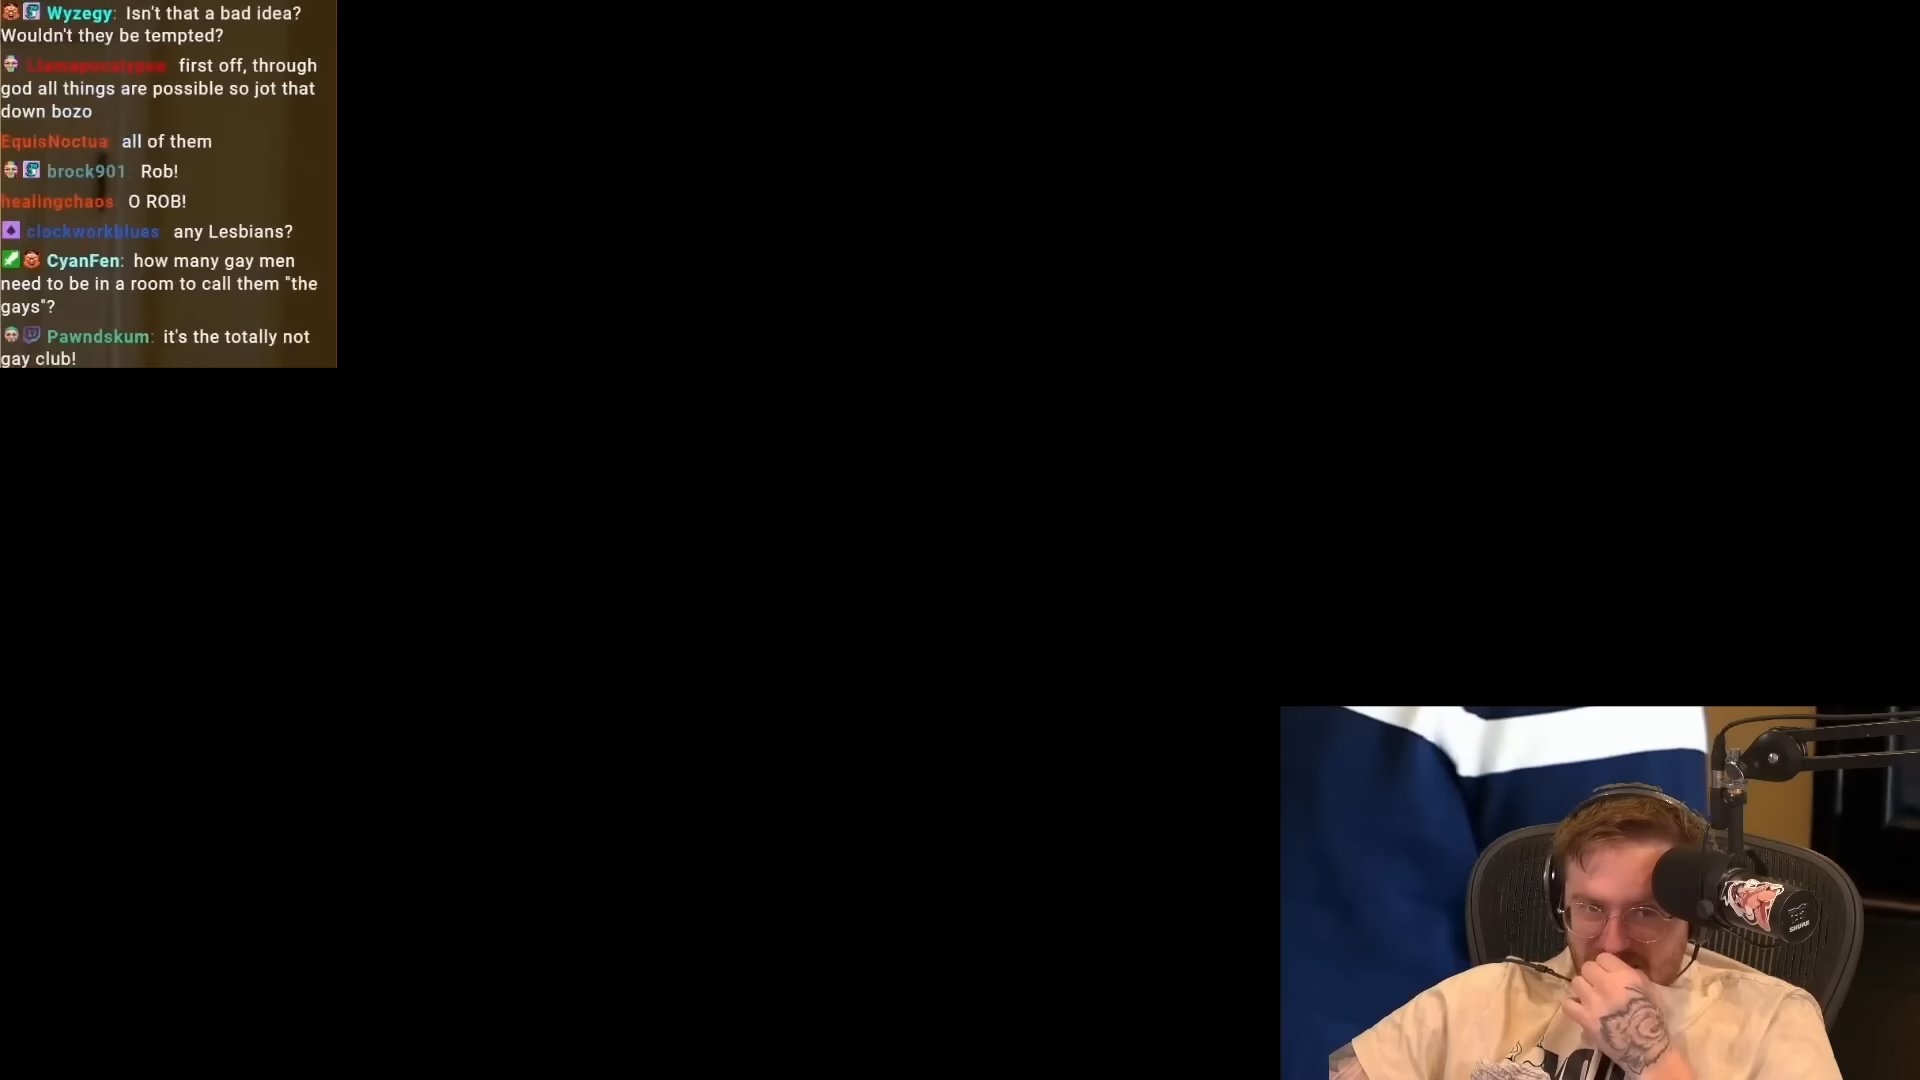 Wyzegy: Isn't that a bad idea?
Wouldn't they be tempted?
Llamapocalypse first off, through
god all things are possible so jot that
down bozo
EquisNoctua all of them
brock901: Rob!
healingchaos O ROB!
clockworkblues any Lesbians?
CyanFen: how many gay men
need to be in a room to call them "the
gays"?
Pawndskum: it's the totally not
gay club!
SHURE